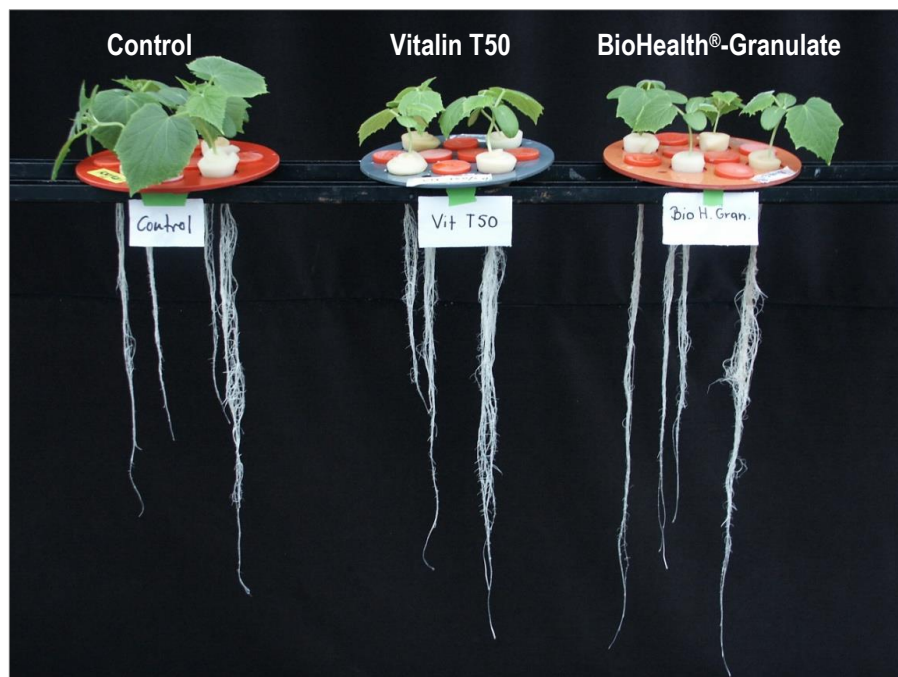 Control
Vitalin T50
BioHealth®-Granulate
Control
Vit T50
Bio H. Gran.